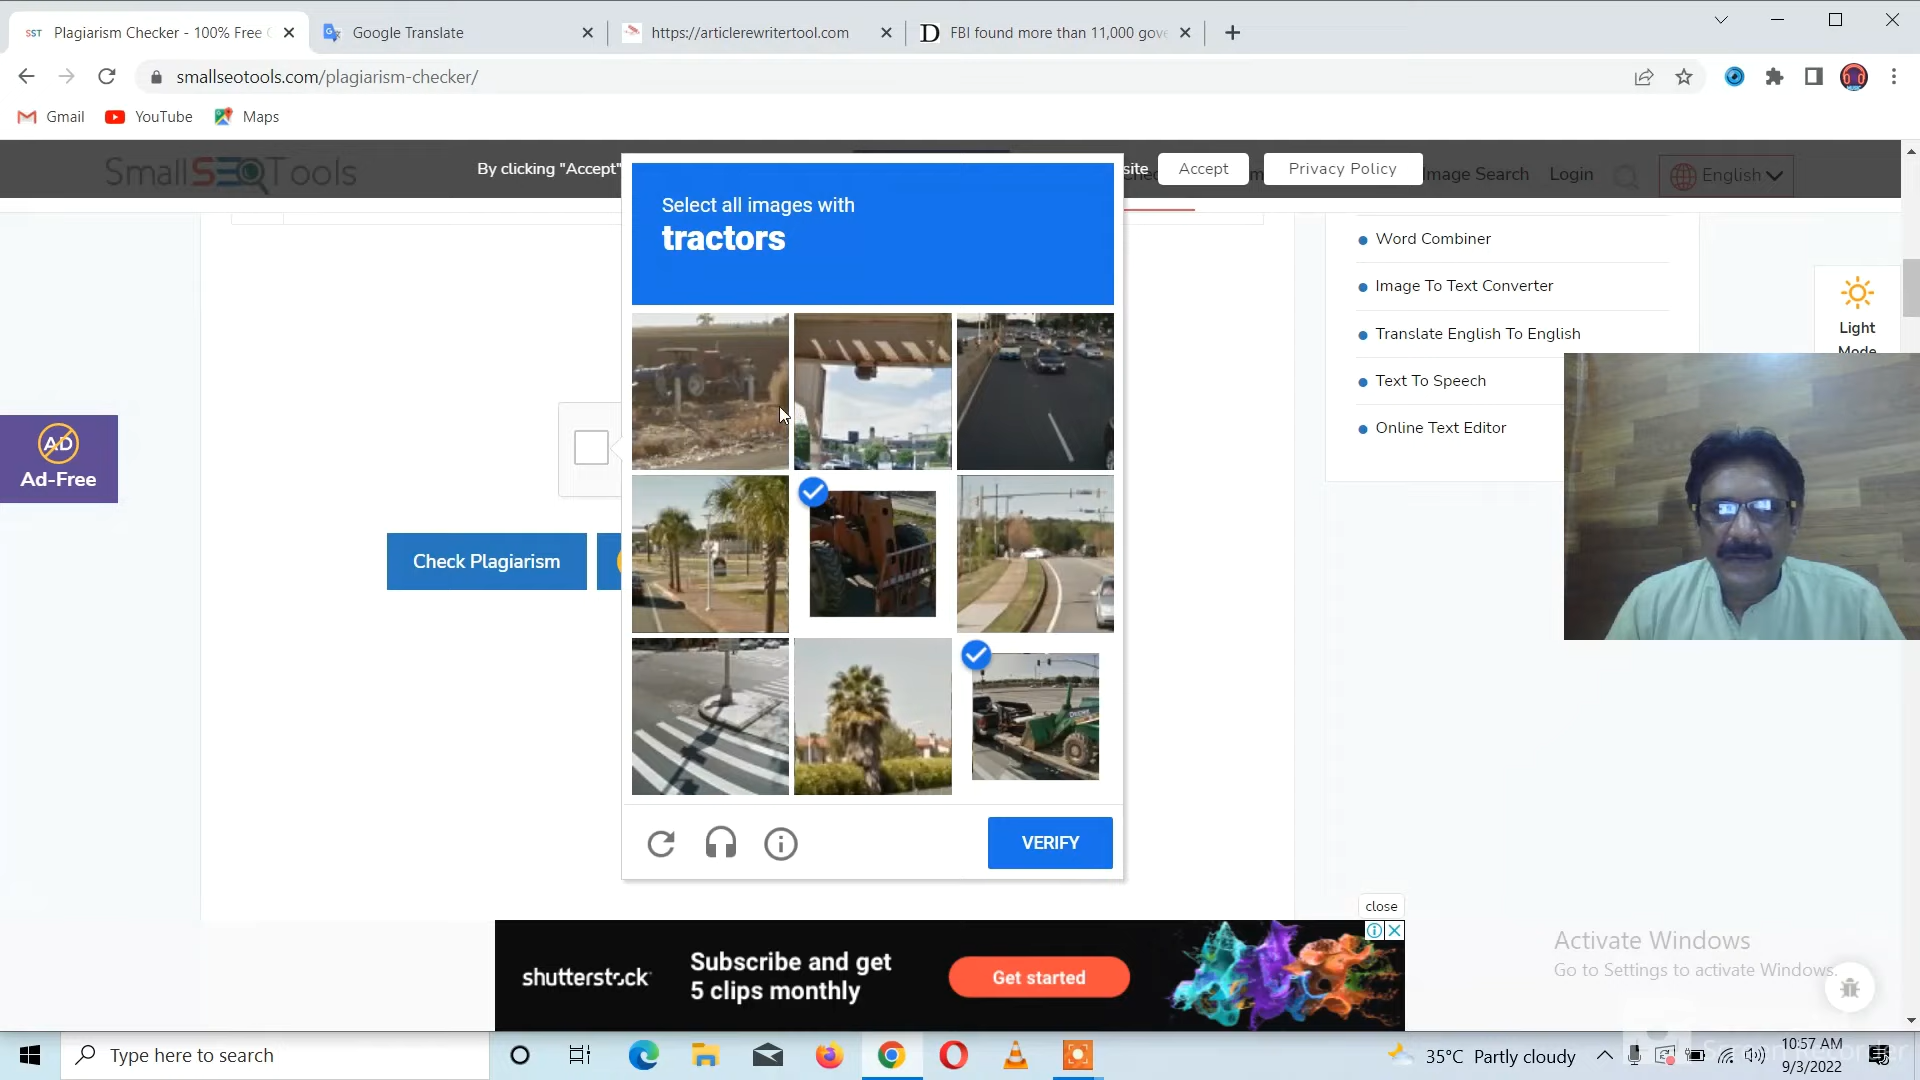 SST Plagiarism Checker - 100% Free
Google Translate
https://articlerewritertool.com
D FBI found more than 11,000 gove
smallseotools.com/plagiarism-checker/
Gmail
YouTube
Maps
SmallSEOTools
By clicking "Accept"
site
Accept
Privacy Policy
Image Search
Login
English
Select all images with
tractors
VERIFY
Check Plagiarism
AD
Ad-Free
Word Combiner
Image To Text Converter
Translate English To English
Text To Speech
Online Text Editor
Light
Mode
close
shutterstock
Subscribe and get
5 clips monthly
Get started
Activate Windows
Go to Settings to activate Windows.
Type here to search
35°C Partly cloudy
10:57 AM
9/3/2022